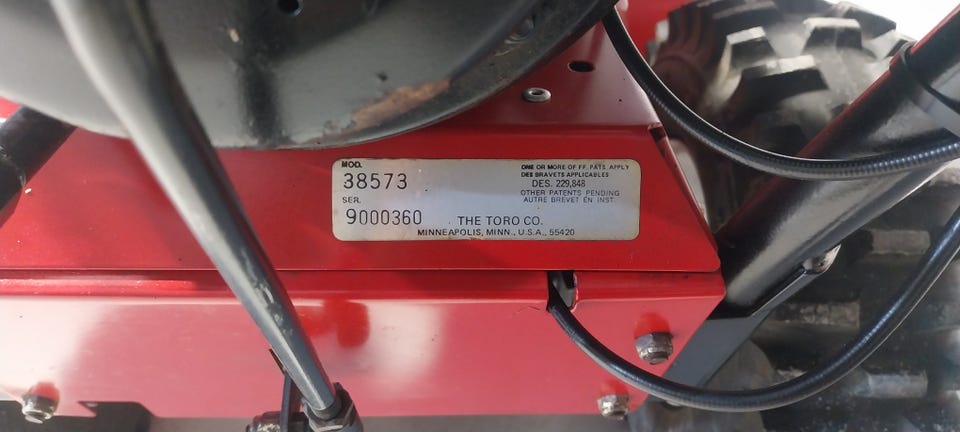 MOD.
38573
SER.
9000360
ONE OR MORE OF FF. PATS. APPLY
DES BRAVETS APPLICABLES
DES. 229,848
OTHER PATENTS PENDING
AUTRE BREVET EN INST.
THE TORO CO.
MINNEAPOLIS, MINN., U.S.A., 55420